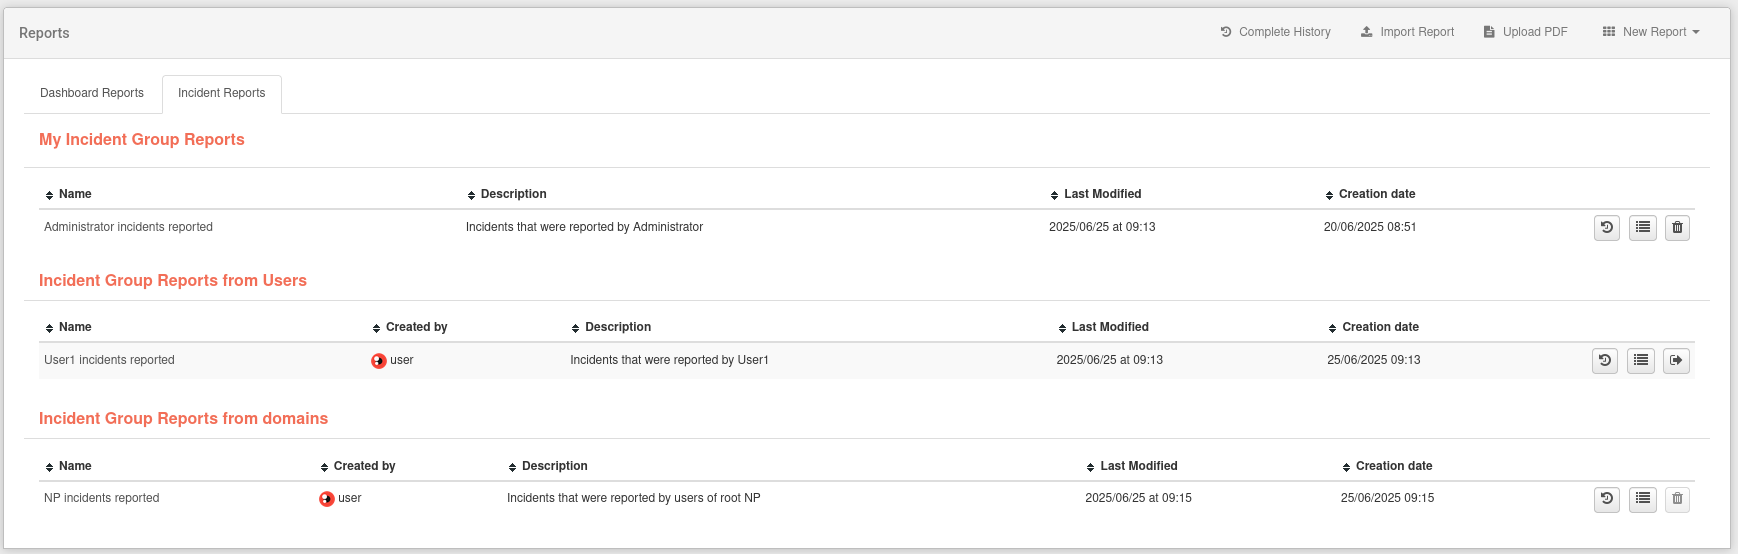 Reports
Complete History Import Report Upload PDF New Report
Dashboard Reports Incident Reports
My Incident Group Reports
Name Description Last Modified Creation date
Administrator incidents reported Incidents that were reported by Administrator 2025/06/25 at 09:13 20/06/2025 08:51
Incident Group Reports from Users
Name Created by Description Last Modified Creation date
User1 incidents reported user Incidents that were reported by User1 2025/06/25 at 09:13 25/06/2025 09:13
Incident Group Reports from domains
Name Created by Description Last Modified Creation date
NP incidents reported user Incidents that were reported by users of root NP 2025/06/25 at 09:15 25/06/2025 09:15